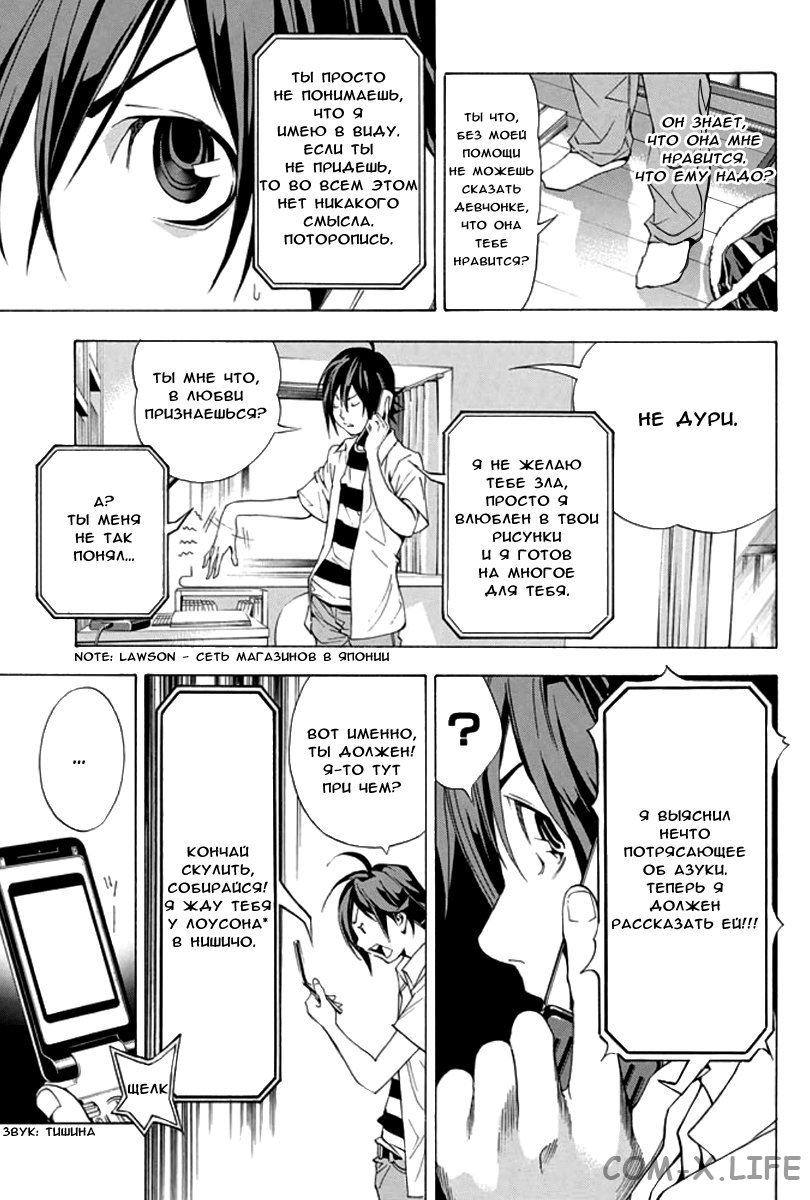 ОН ЗНАЕТ,
ЧТО ОНА МНЕ
НРАВИТСЯ.
ЧТО ЕМУ НАДО?
ТЫ ЧТО,
БЕЗ МОЕЙ
ПОМОЩИ
НЕ МОЖЕШЬ
СКАЗАТЬ
ДЕВЧОНКЕ,
ЧТО ОНА
ТЕБЕ
НРАВИТСЯ?
ТЫ ПРОСТО
НЕ ПОНИМАЕШЬ,
ЧТО Я
ИМЕЮ В ВИДУ.
ЕСЛИ ТЫ
НЕ ПРИДЕШЬ,
ТО ВО ВСЕМ ЭТОМ
НЕТ НИКАКОГО
СМЫСЛА.
ПОТОРОПИСЬ.
НЕ ДУРИ.
Я НЕ ЖЕЛАЮ
ТЕБЕ ЗЛА,
ПРОСТО Я
ВЛЮБЛЕН В ТВОИ
РИСУНКИ
И Я ГОТОВ
НА МНОГОЕ
ДЛЯ ТЕБЯ.
ТЫ МНЕ ЧТО,
В ЛЮБВИ
ПРИЗНАЕШЬСЯ?
А?
ТЫ МЕНЯ
НЕ ТАК
ПОНЯЛ...
NOTE: LAWSON - СЕТЬ МАГАЗИНОВ В ЯПОНИИ
Я ВЫЯСНИЛ
НЕЧТО
ПОТРЯСАЮЩЕЕ
ОБ АЗУКИ.
ТЕПЕРЬ Я
ДОЛЖЕН
РАССКАЗАТЬ ЕЙ!!!
?
ВОТ ИМЕННО,
ТЫ ДОЛЖЕН!
Я-ТО ТУТ
ПРИ ЧЕМ?
КОНЧАЙ
СКУЛИТЬ,
СОБИРАЙСЯ!
Я ЖДУ ТЕБЯ
У ЛОУСОНА*
В НИШИЧО.
...
ЩЕЛК
ЗВУК: ТИШИНА
COM-X.LIFE